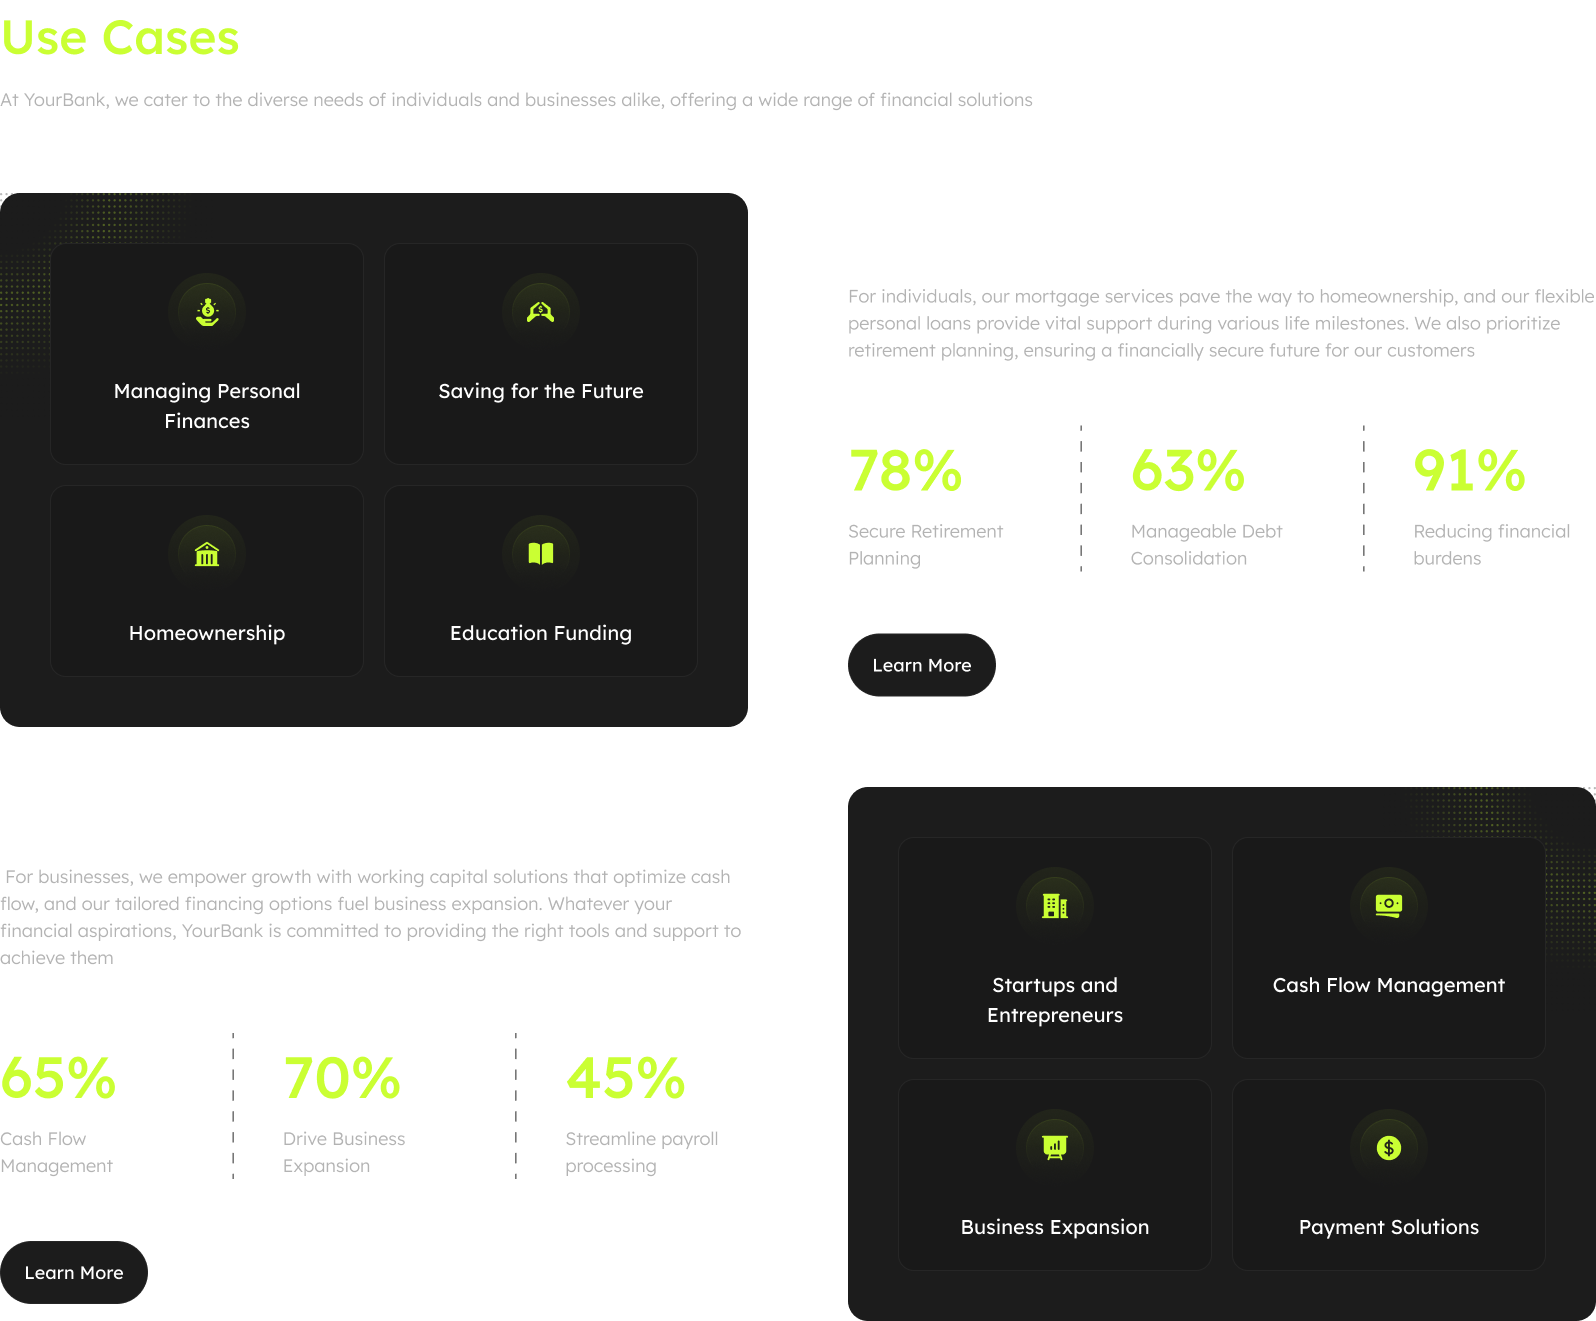 Use Cases
At YourBank, we cater to the diverse needs of individuals and businesses alike, offering a wide range of financial solutions
Managing Personal
Finances
Saving for the Future
Homeownership
Education Funding
For individuals, our mortgage services pave the way to homeownership, and our flexible
personal loans provide vital support during various life milestones. We also prioritize
retirement planning, ensuring a financially secure future for our customers
78%
Secure Retirement
Planning
63%
Manageable Debt
Consolidation
91%
Reducing financial
burdens
Learn More
For businesses, we empower growth with working capital solutions that optimize cash
flow, and our tailored financing options fuel business expansion. Whatever your
financial aspirations, YourBank is committed to providing the right tools and support to
achieve them
65%
Cash Flow
Management
70%
Drive Business
Expansion
45%
Streamline payroll
processing
Learn More
Startups and
Entrepreneurs
Cash Flow Management
Business Expansion
Payment Solutions